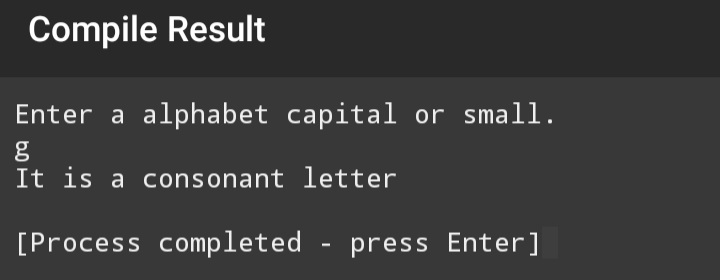 Compile Result
Enter a alphabet capital or small.
g
It is a consonant letter
[Process completed - press Enter]